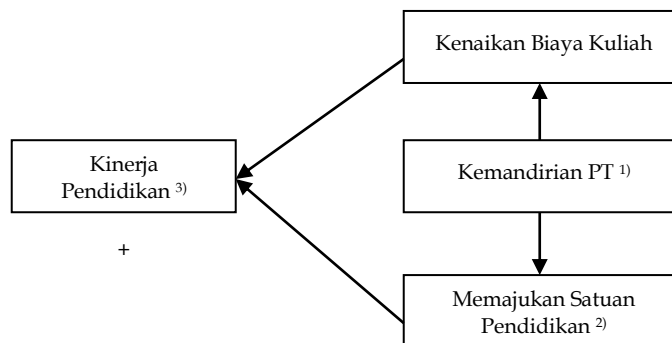 Kenaikan Biaya Kuliah
Kinerja
Pendidikan ³⁾
Kemandirian PT ¹⁾
+
Memajukan Satuan
Pendidikan ²⁾